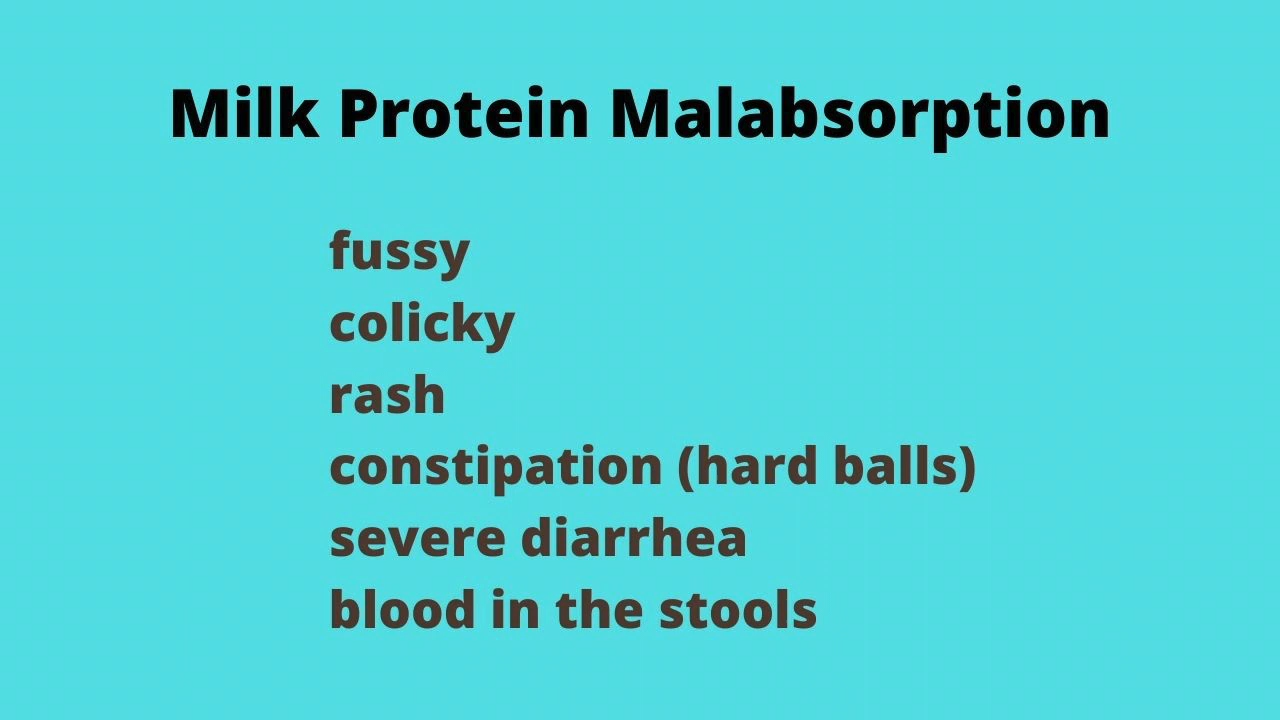 Milk Protein Malabsorption
fussy
colicky
rash
constipation (hard balls)
severe diarrhea
blood in the stools